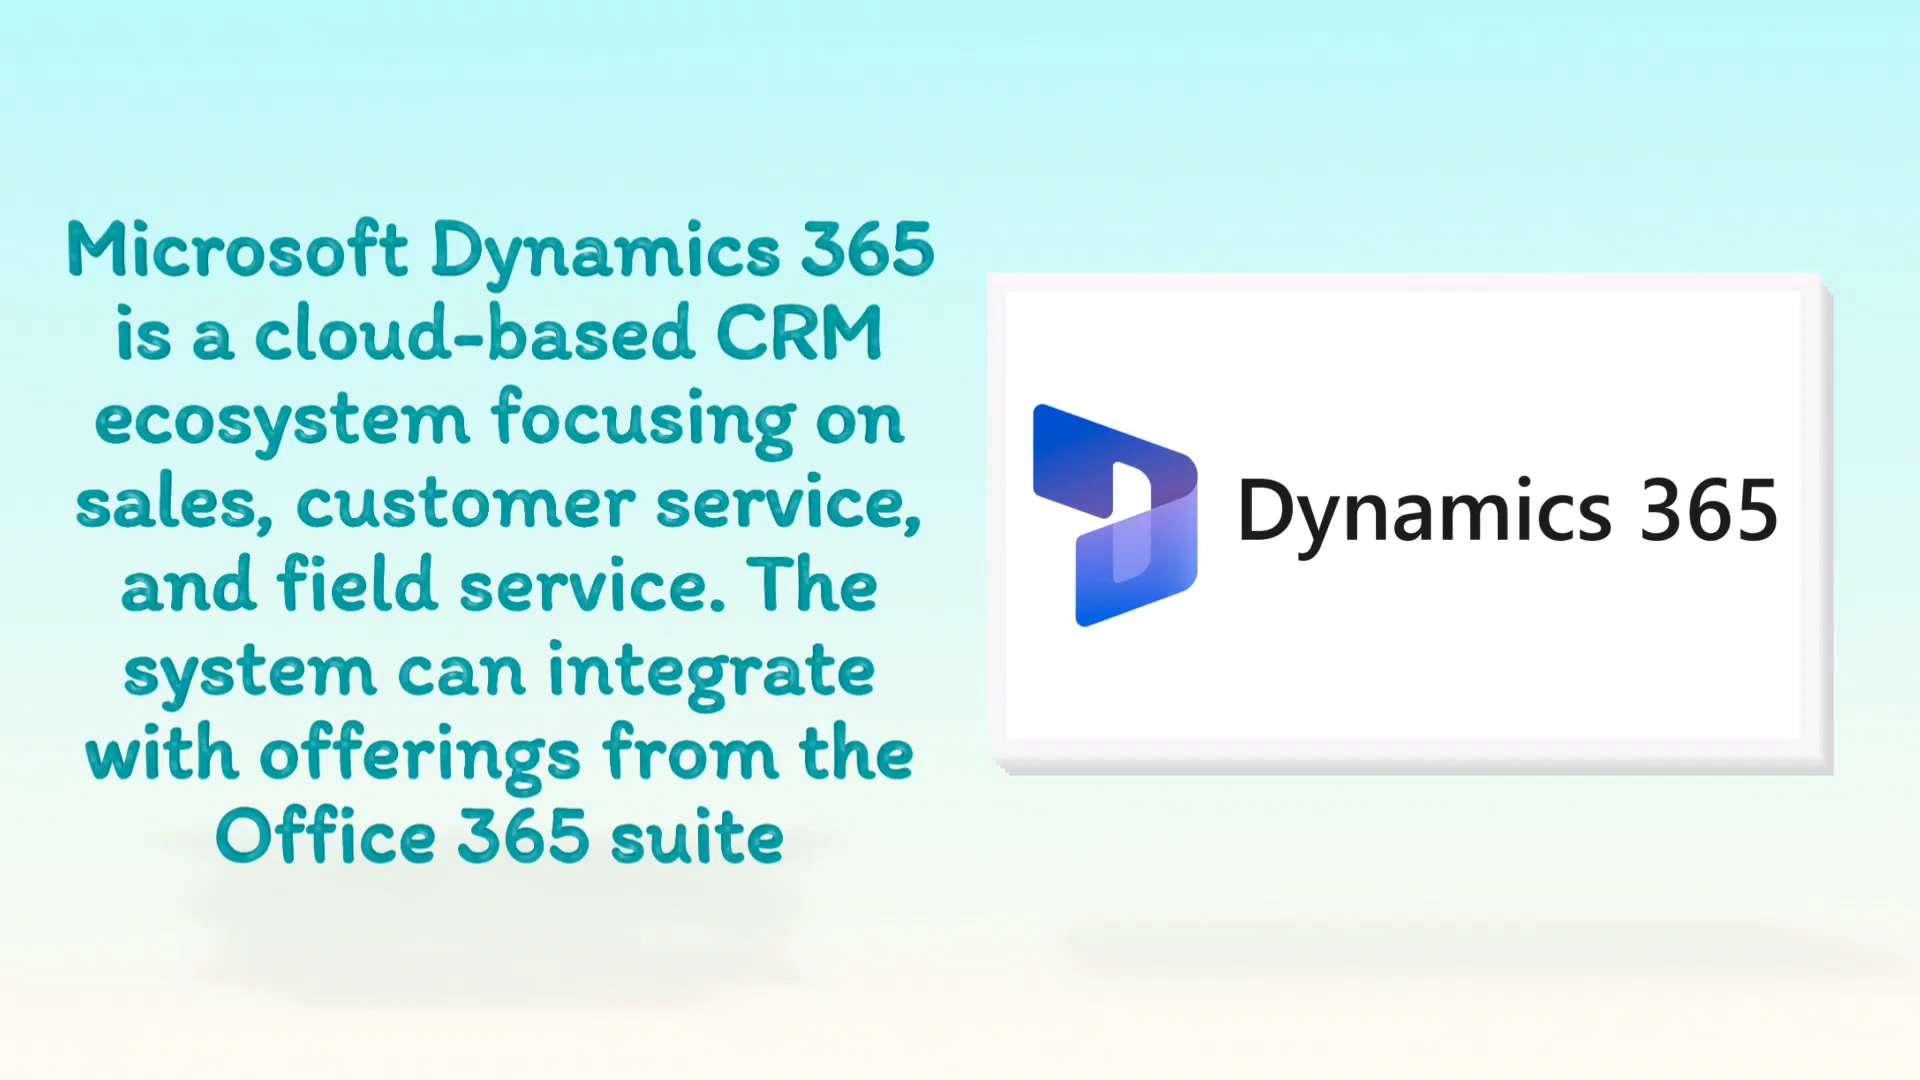 Microsoft Dynamics 365
is a cloud-based CRM
ecosystem focusing on
sales, customer service,
and field service. The
system can integrate
with offerings from the
Office 365 suite
Dynamics 365